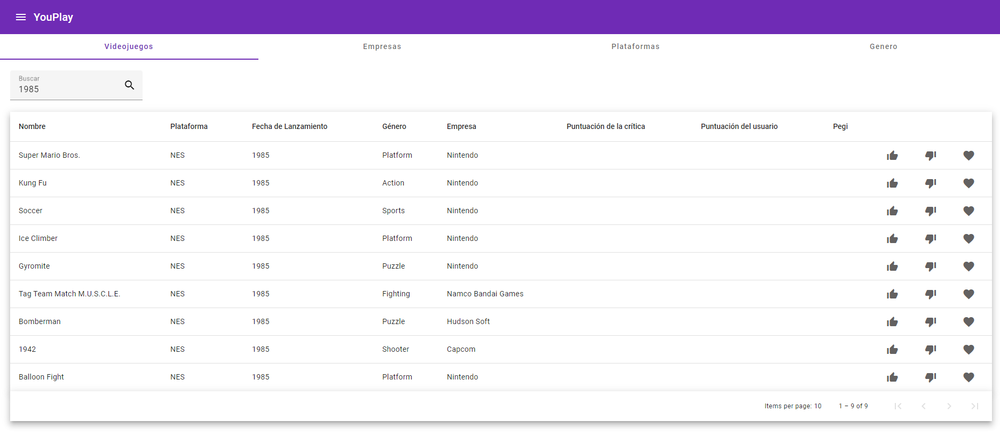 YouPlay
Videojuegos Empresas Plataformas Genero
Buscar
1985
Nombre Plataforma Fecha de Lanzamiento Género Empresa Puntuación de la crítica Puntuación del usuario Pegi
Super Mario Bros. NES 1985 Platform Nintendo
Kung Fu NES 1985 Action Nintendo
Soccer NES 1985 Sports Nintendo
Ice Climber NES 1985 Platform Nintendo
Gyromite NES 1985 Puzzle Nintendo
Tag Team Match M.U.S.C.L.E. NES 1985 Fighting Namco Bandai Games
Bomberman NES 1985 Puzzle Hudson Soft
1942 NES 1985 Shooter Capcom
Balloon Fight NES 1985 Platform Nintendo
Items per page: 10 1 – 9 of 9